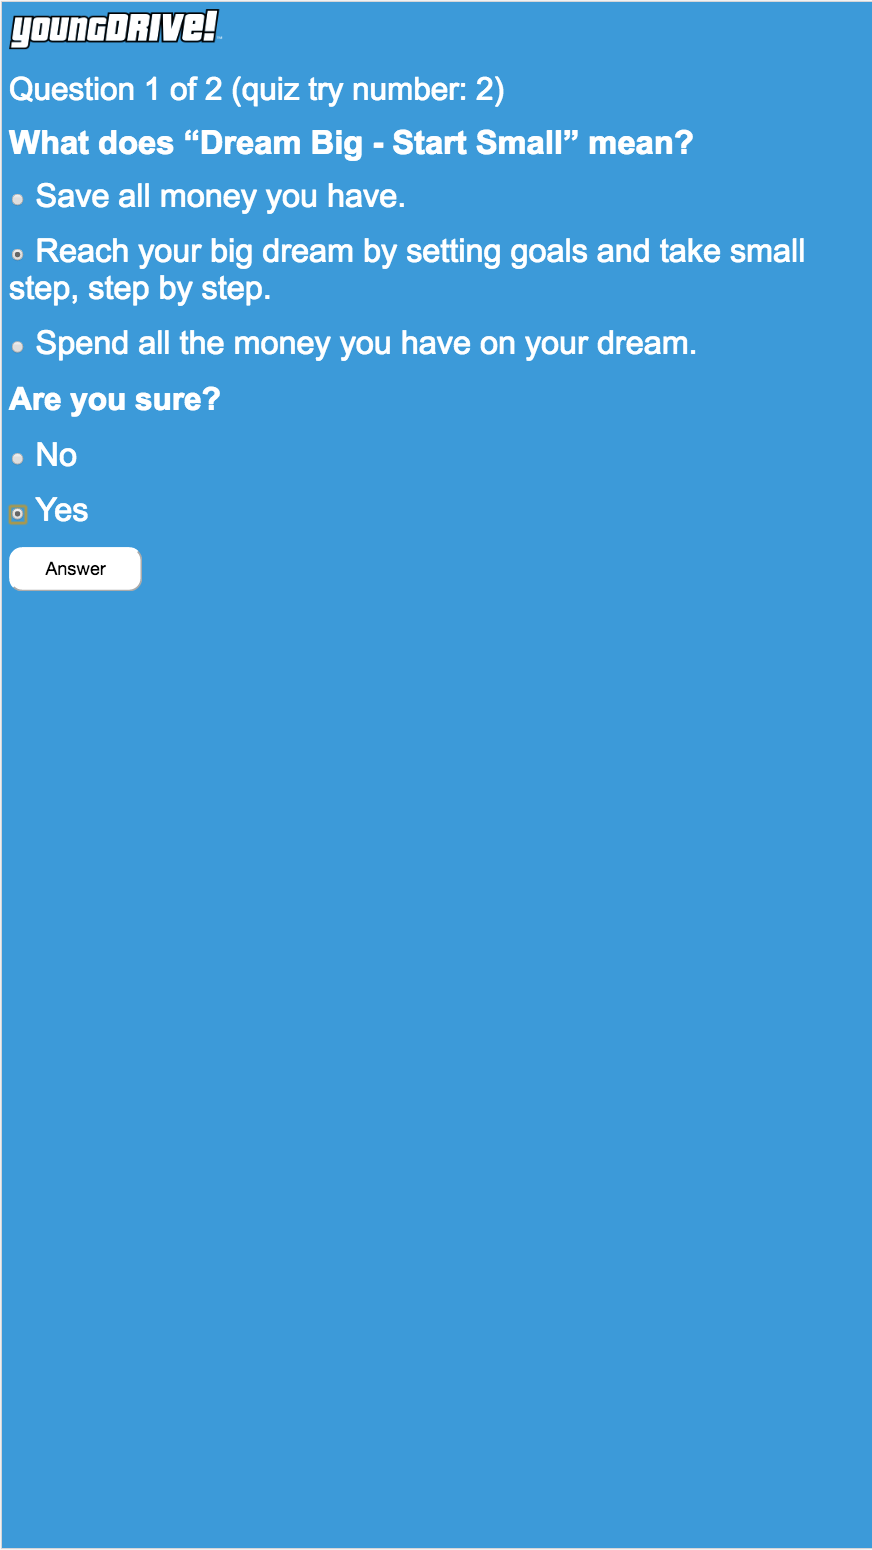 youngDRIVE!
Question 1 of 2 (quiz try number: 2)
What does “Dream Big - Start Small” mean?
Save all money you have.
Reach your big dream by setting goals and take small
step, step by step.
Spend all the money you have on your dream.
Are you sure?
No
Yes
Answer